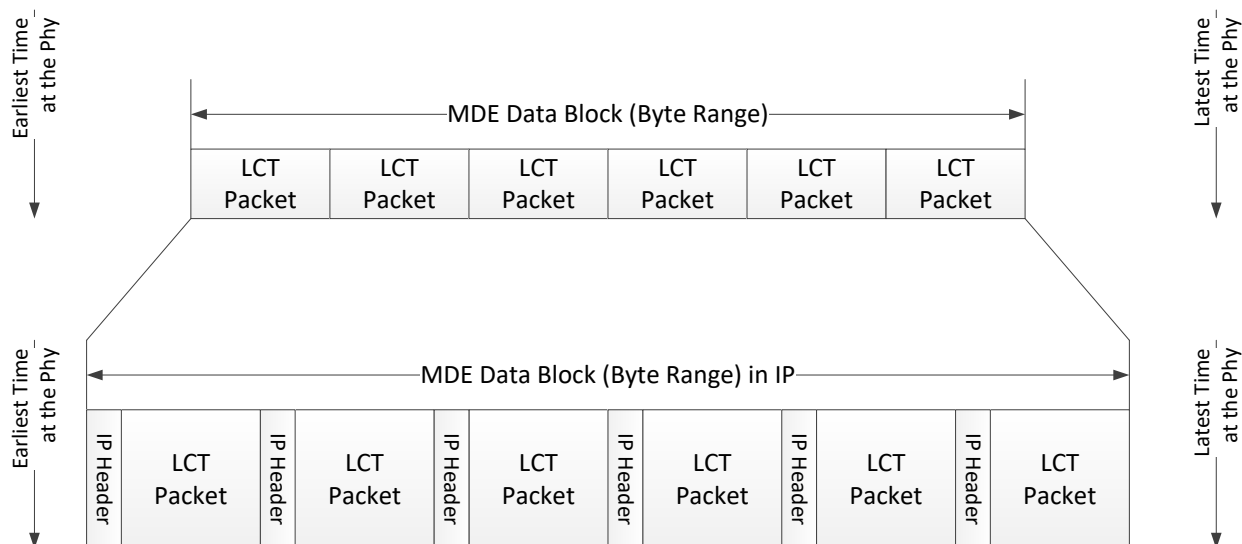 Earliest Time
at the Phy
MDE Data Block (Byte Range)
Latest Time
at the Phy
LCT
Packet
LCT
Packet
LCT
Packet
LCT
Packet
LCT
Packet
LCT
Packet
Earliest Time
at the Phy
MDE Data Block (Byte Range) in IP
Latest Time
at the Phy
IP Header
LCT
Packet
IP Header
LCT
Packet
IP Header
LCT
Packet
IP Header
LCT
Packet
IP Header
LCT
Packet
IP Header
LCT
Packet